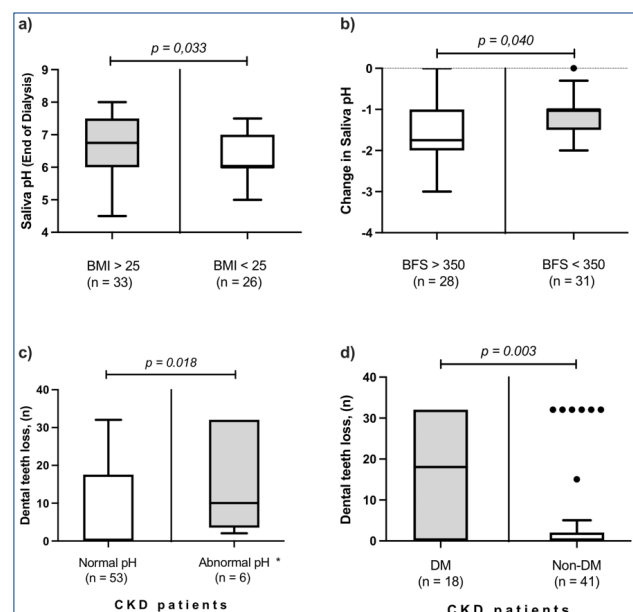 a)
p = 0,033
Saliva pH (End of Dialysis)
9
8
7
6
5
4
BMI > 25
(n = 33)
BMI < 25
(n = 26)
b)
p = 0,040
Change in Saliva pH
0
-1
-2
-3
-4
BFS > 350
(n = 28)
BFS < 350
(n = 31)
c)
p = 0.018
Dental teeth loss, (n)
40
30
20
10
0
Normal pH
(n = 53)
Abnormal pH *
(n = 6)
CKD patients
d)
p = 0.003
Dental teeth loss, (n)
40
30
20
10
0
DM
(n = 18)
Non-DM
(n = 41)
CKD patients